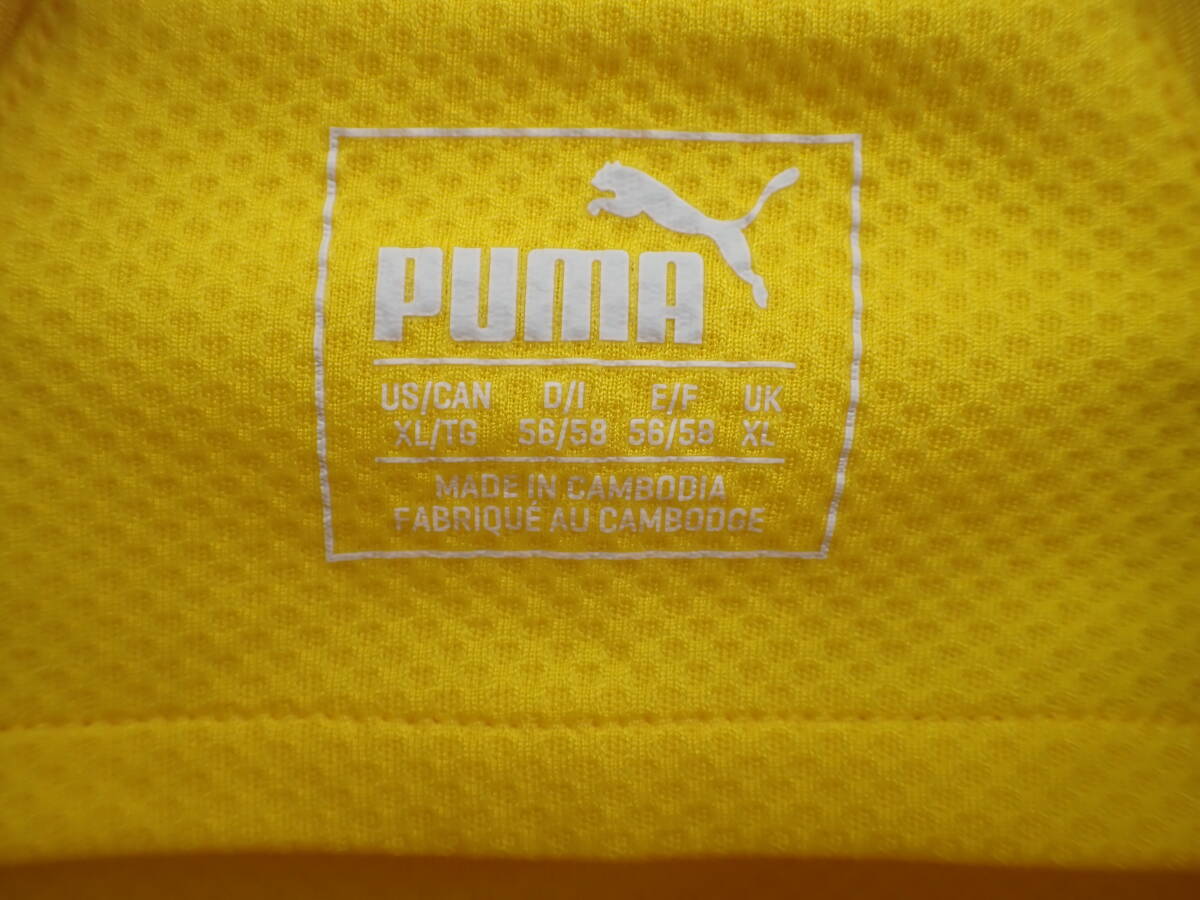 PUMA
US/CAN D/I E/F UK
XL/TG 56/58 56/58 XL
MADE IN CAMBODIA
FABRIQUÉ AU CAMBODGE